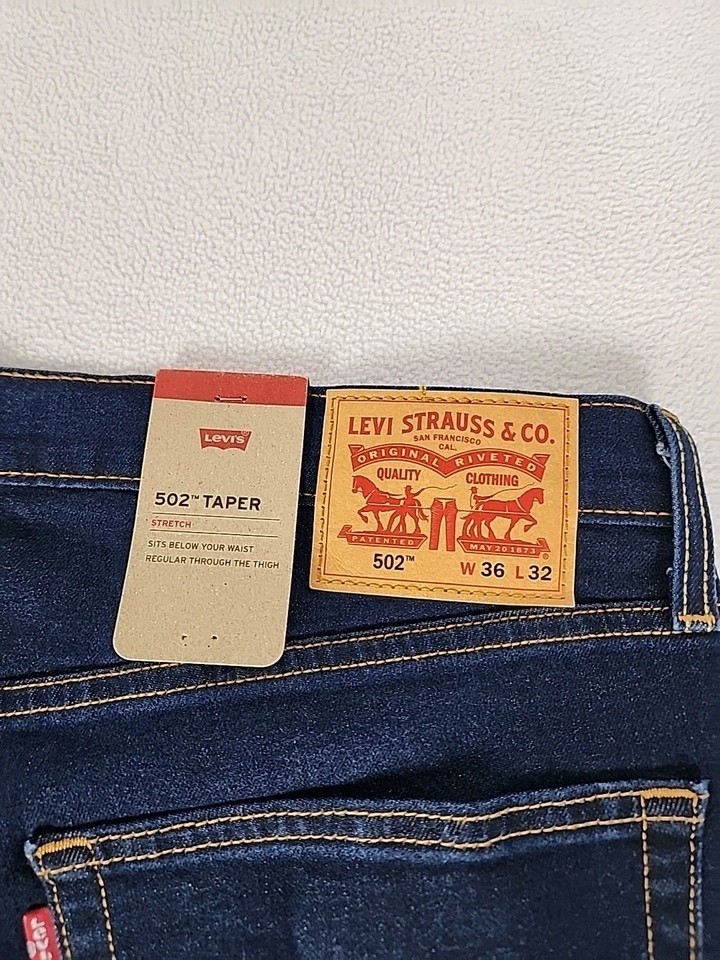 LEVI'S®
502™ TAPER
STRETCH
SITS BELOW YOUR WAIST
REGULAR THROUGH THE THIGH
LEVI STRAUSS & CO.
SAN FRANCISCO
CAL.
ORIGINAL RIVETED
QUALITY CLOTHING
PATENTED MAY 20 1873 ®
502™ W 36 L 32